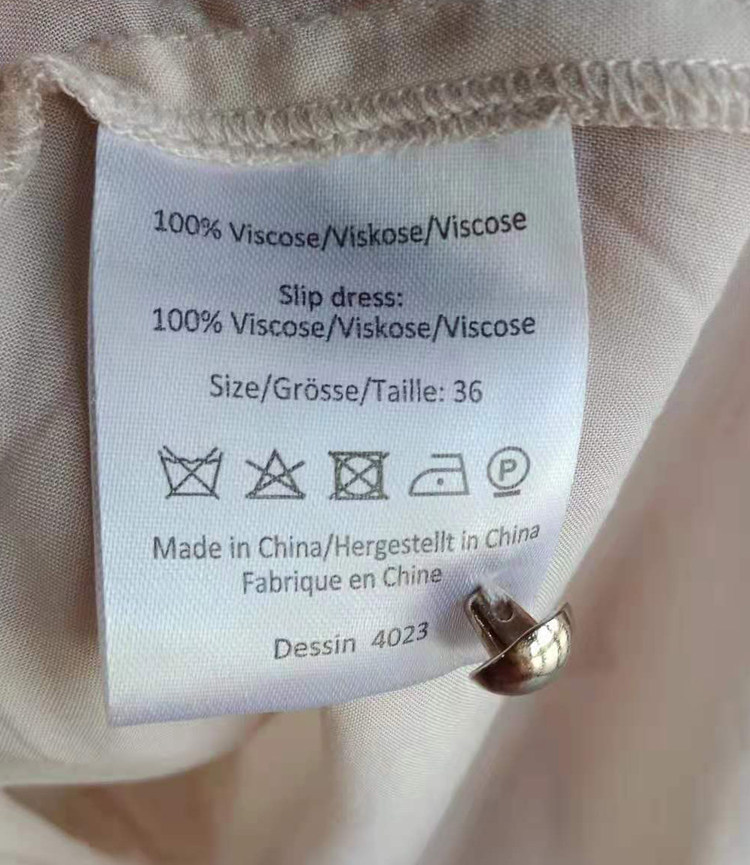 100% Viscose/Viskose/Viscose
Slip dress:
100% Viscose/Viskose/Viscose
Size/Grösse/Taille: 36
P
Made in China/Hergestellt in China
Fabrique en Chine
Dessin 4023